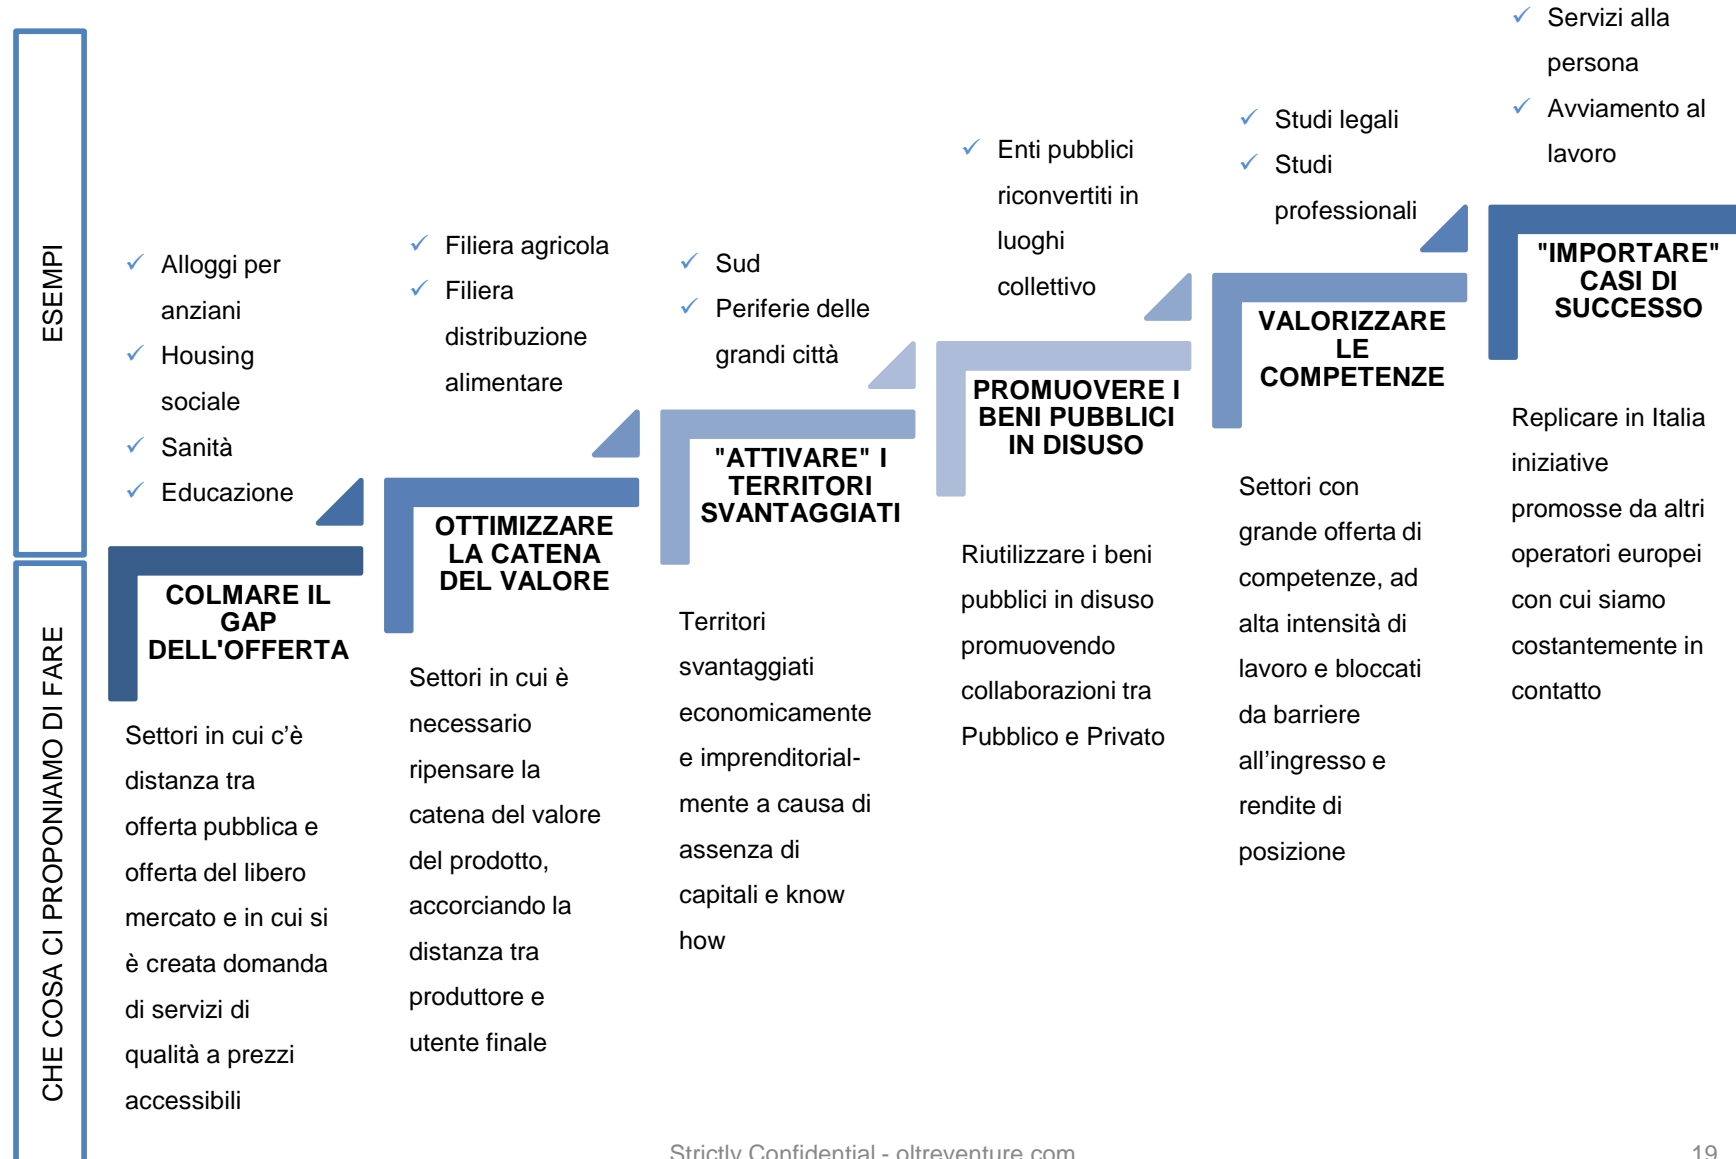 ESEMPI
✓ Alloggi per
anziani
✓ Housing
sociale
✓ Sanità
✓ Educazione
✓ Filiera agricola
✓ Filiera
distribuzione
alimentare
✓ Sud
✓ Periferie delle
grandi città
✓ Enti pubblici
riconvertiti in
luoghi
collettivo
✓ Studi legali
✓ Studi
professionali
✓ Servizi alla
persona
✓ Avviamento al
lavoro
CHE COSA CI PROPONIAMO DI FARE
COLMARE IL
GAP
DELL'OFFERTA
Settori in cui c’è
distanza tra
offerta pubblica e
offerta del libero
mercato e in cui si
è creata domanda
di servizi di
qualità a prezzi
accessibili
OTTIMIZZARE
LA CATENA
DEL VALORE
Settori in cui è
necessario
ripensare la
catena del valore
del prodotto,
accorciando la
distanza tra
produttore e
utente finale
"ATTIVARE" I
TERRITORI
SVANTAGGIATI
Territori
svantaggiati
economicamente
e imprenditorial-
mente a causa di
assenza di
capitali e know
how
PROMUOVERE I
BENI PUBBLICI
IN DISUSO
Riutilizzare i beni
pubblici in disuso
promuovendo
collaborazioni tra
Pubblico e Privato
VALORIZZARE
LE
COMPETENZE
Settori con
grande offerta di
competenze, ad
alta intensità di
lavoro e bloccati
da barriere
all’ingresso e
rendite di
posizione
"IMPORTARE"
CASI DI
SUCCESSO
Replicare in Italia
iniziative
promosse da altri
operatori europei
con cui siamo
costantemente in
contatto
Strictly Confidential - oltreventure.com
19